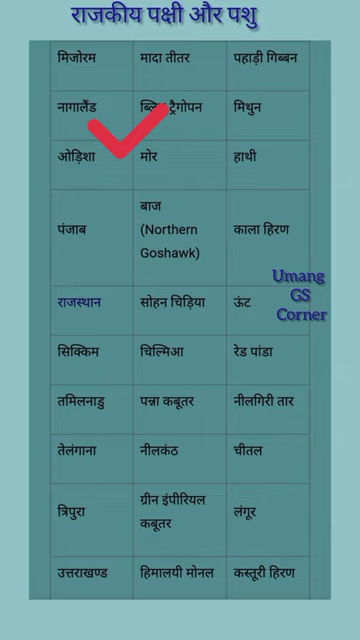 राजकीय पक्षी और पशु
मिजोरम मादा तीतर पहाड़ी गिब्बन
नागालैंड ट्रैगोपन मिथुन
ओड़िशा मोर हाथी
बाज
पंजाब (Northern काला हिरण
Goshawk)
Umang
GS
Corner
राजस्थान सोहन चिड़िया ऊंट
सिक्किम चिल्मिआ रेड पांडा
तमिलनाडु पन्ना कबूतर नीलगिरी तार
तेलंगाना नीलकंठ चीतल
ग्रीन इंपीरियल
त्रिपुरा लंगूर
कबूतर
उत्तराखण्ड हिमालयी मोनल कस्तूरी हिरण